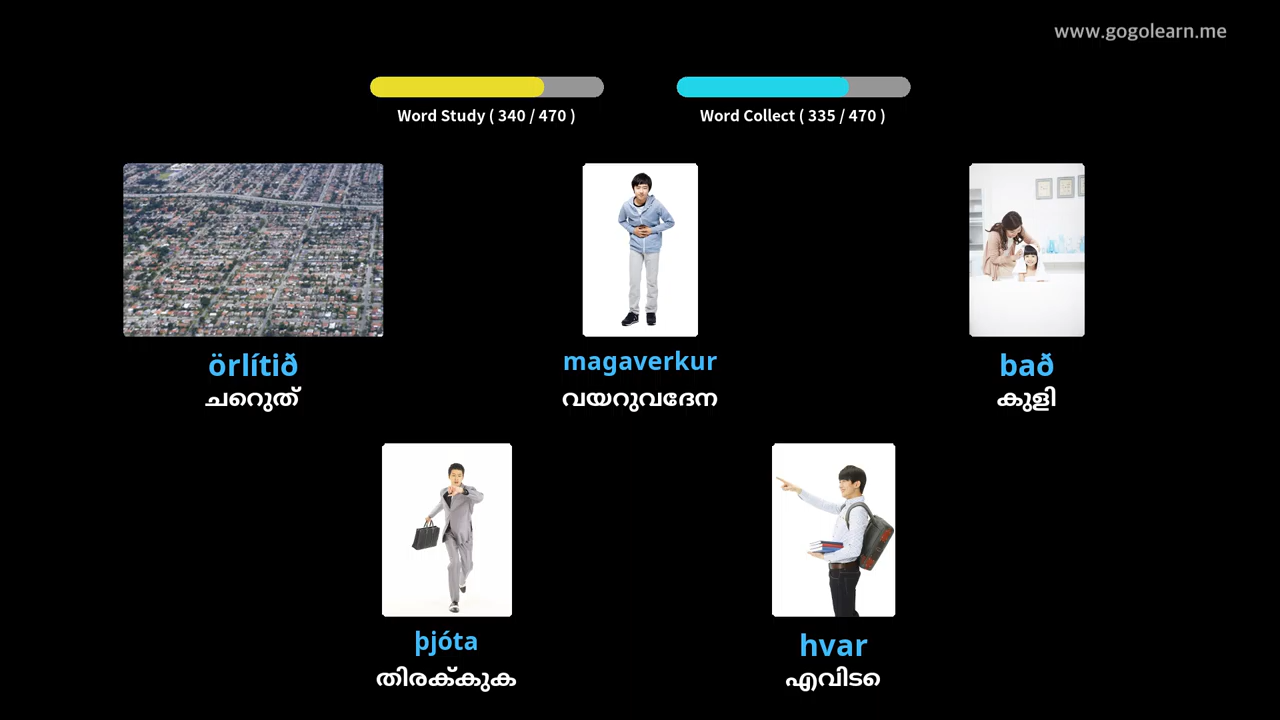 www.gogolearn.me
Word Study ( 340 / 470 )
Word Collect ( 335 / 470 )
örlítið
ചെറുത്
magaverkur
വയറുവദേന
bað
കുളി
þjóta
തിരക്കുക
hvar
എവിടെ